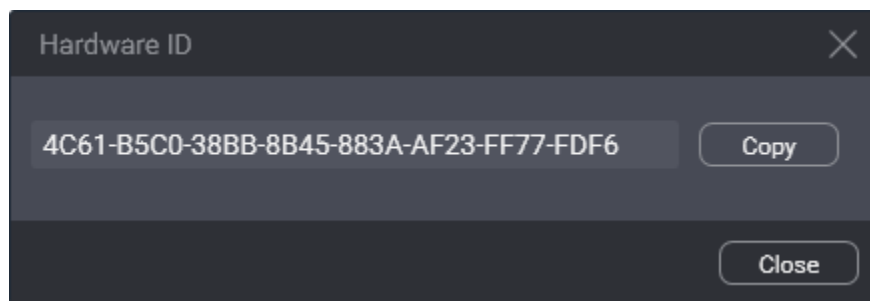 Hardware ID
4C61-B5C0-38BB-8B45-883A-AF23-FF77-FDF6
Copy
Close